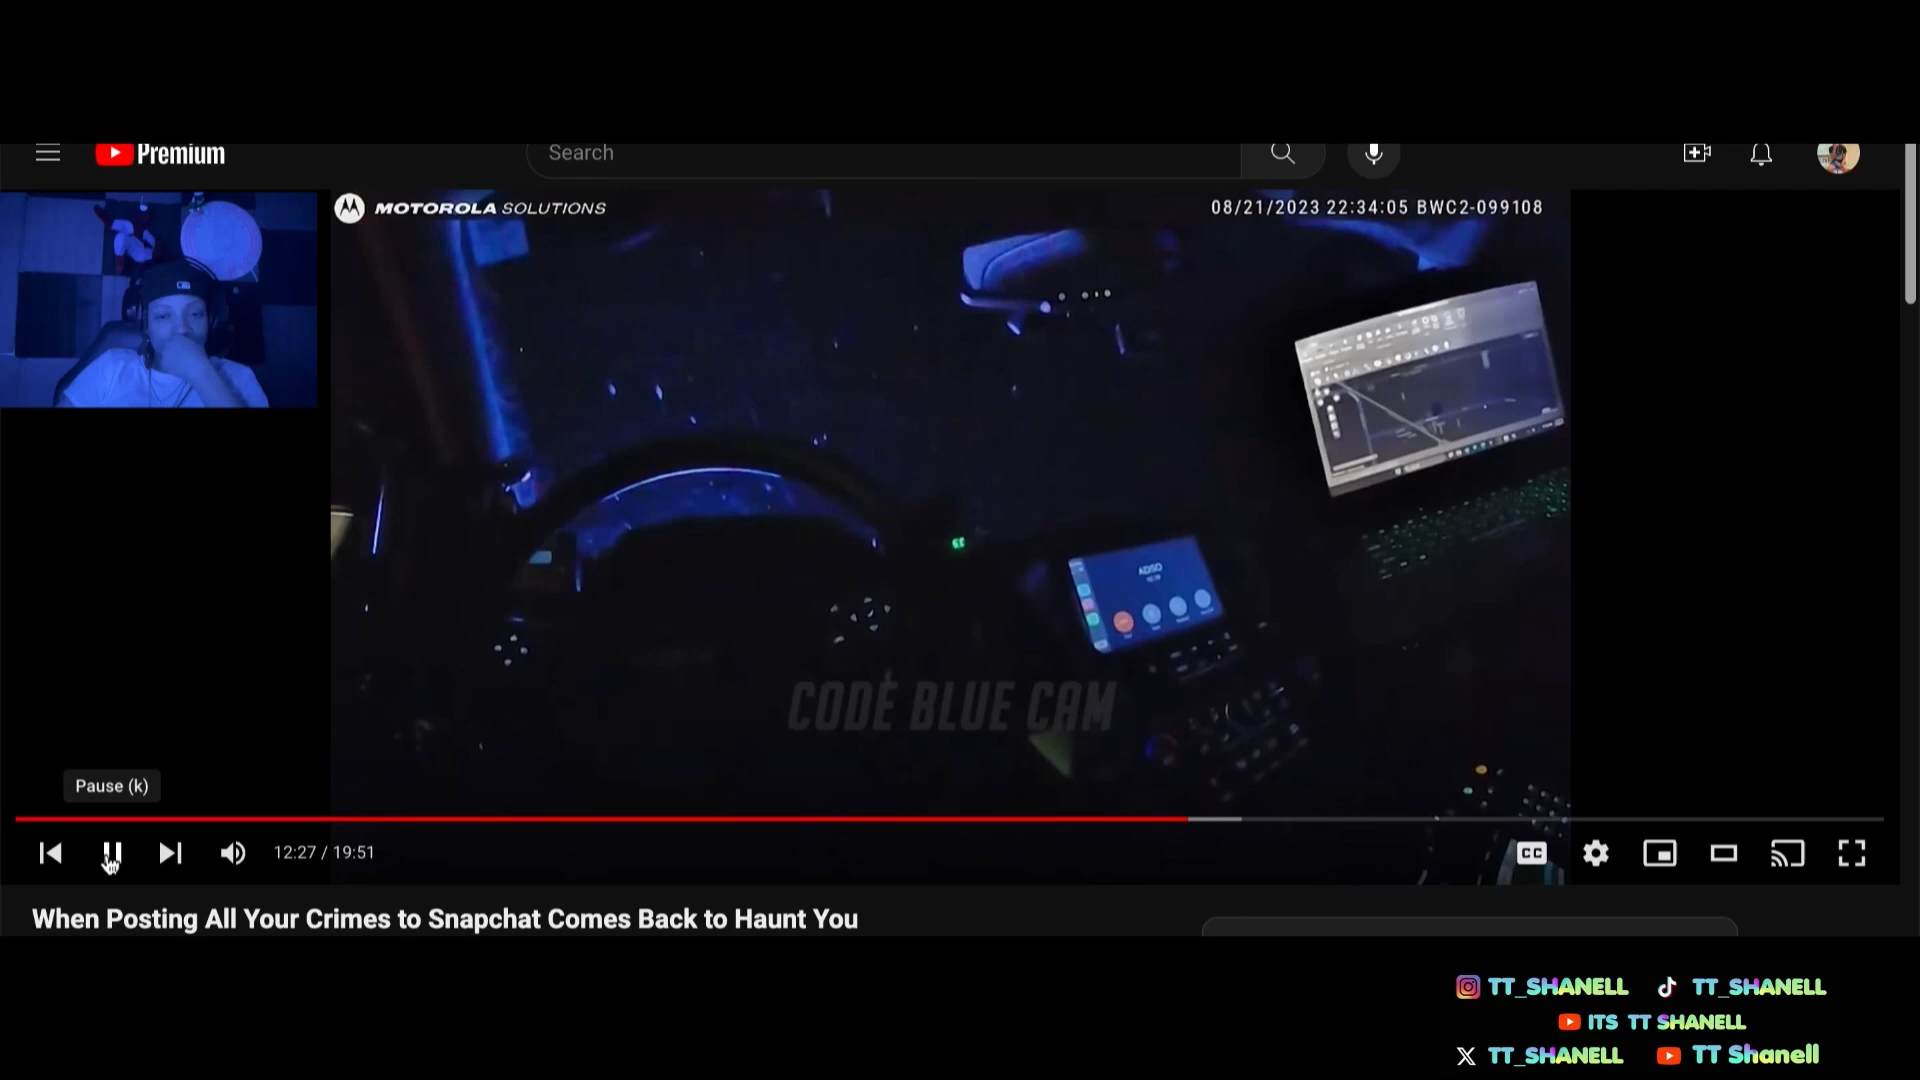 Premium
Search
MOTOROLA SOLUTIONS
08/21/2023 22:34:05 BWC2-099108
ADSO
CODE BLUE CAM
Pause (k)
12:27 / 19:51
CC
When Posting All Your Crimes to Snapchat Comes Back to Haunt You
TT_SHANELL
TT_SHANELL
ITS TT SHANELL
TT_SHANELL
TT Shanell